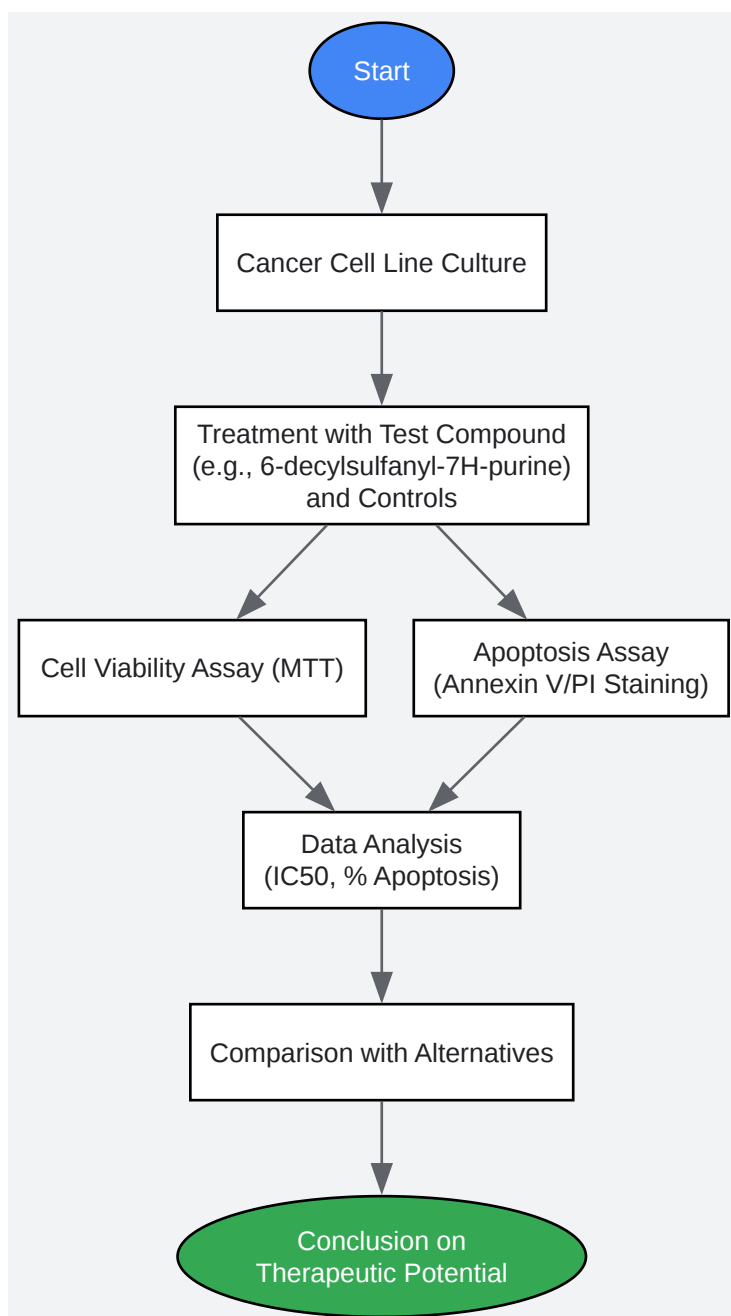 Start
Cancer Cell Line Culture
Treatment with Test Compound
(e.g., 6-decylsulfanyl-7H-purine)
and Controls
Cell Viability Assay (MTT)
Apoptosis Assay
(Annexin V/PI Staining)
Data Analysis
(IC50, % Apoptosis)
Comparison with Alternatives
Conclusion on
Therapeutic Potential